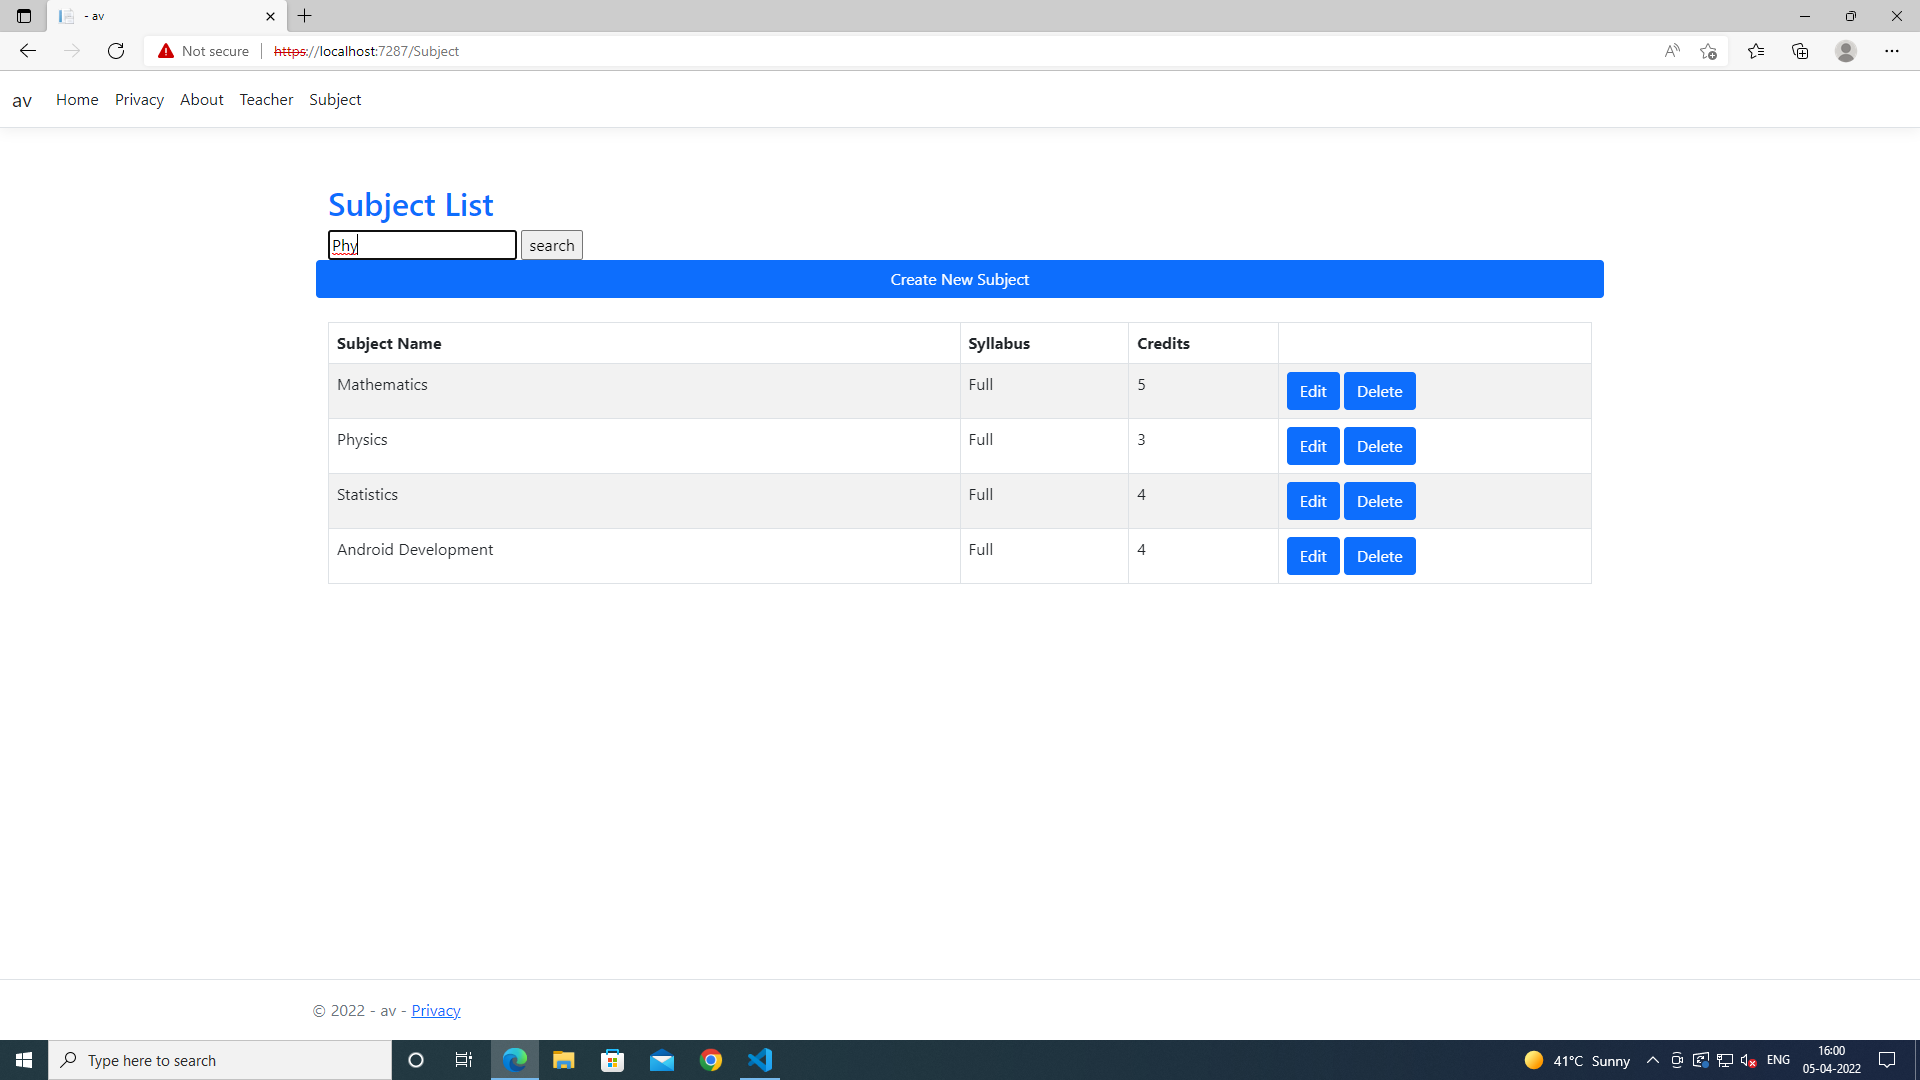 - av
Not secure https://localhost:7287/Subject
av Home Privacy About Teacher Subject
Subject List
Phy search
Create New Subject
Subject Name Syllabus Credits
Mathematics Full 5 Edit Delete
Physics Full 3 Edit Delete
Statistics Full 4 Edit Delete
Android Development Full 4 Edit Delete
© 2022 - av - Privacy
Type here to search 41°C Sunny ENG 16:00
05-04-2022